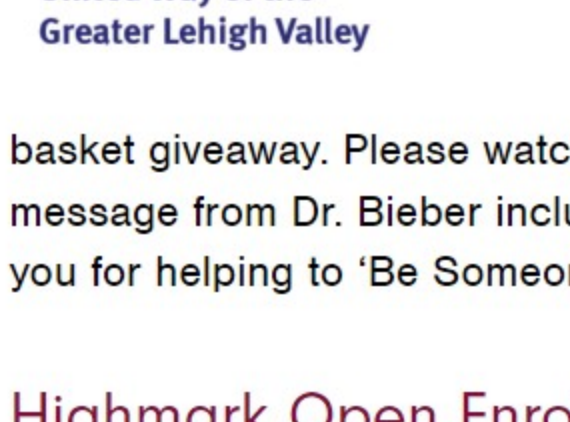 Greater Lehigh Valley
basket giveaway. Please watc
message from Dr. Bieber inclu
you for helping to ‘Be Someo
Highmark Open Enro